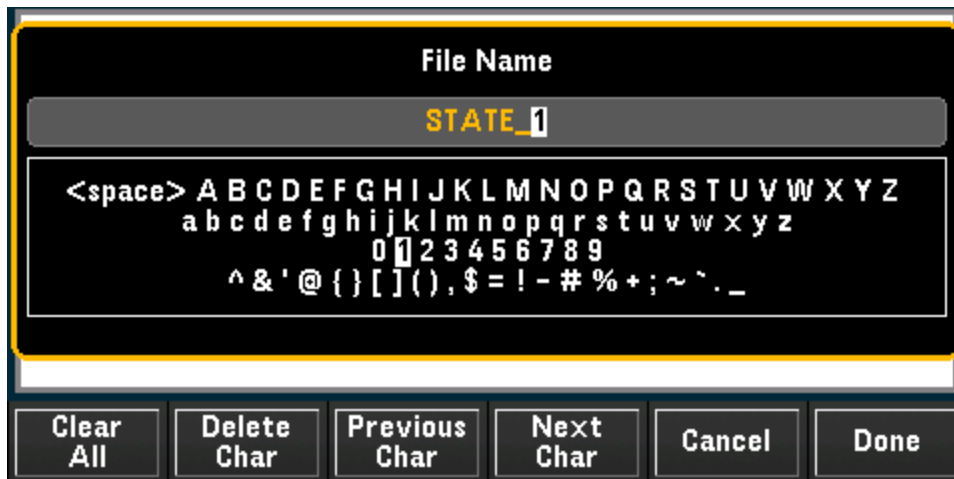 File Name
STATE_1
<space> A B C D E F G H I J K L M N O P Q R S T U V W X Y Z
a b c d e f g h i j k l m n o p q r s t u v w x y z
0 1 2 3 4 5 6 7 8 9
^ & ' @ { } [ ] ( ) , $ = ! - # % + ; ~ ` . _
Clear All
Delete Char
Previous Char
Next Char
Cancel
Done